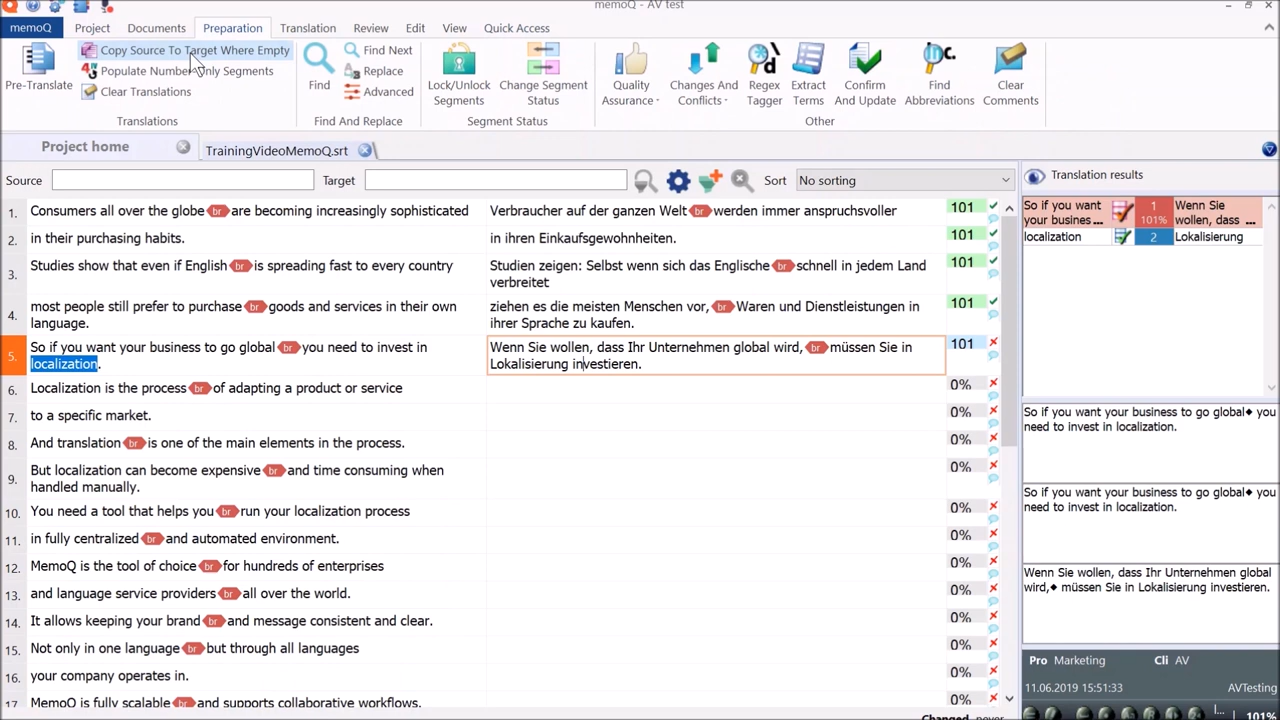 memoQ - AV test
memoQ Project Documents Preparation Translation Review Edit View Quick Access
Pre-Translate
Copy Source To Target Where Empty
Populate Number-Only Segments
Clear Translations
Translations
Find
Find Next
Replace
Advanced
Find And Replace
Lock/Unlock Segments
Change Segment Status
Segment Status
Quality Assurance
Changes And Conflicts
Regex Tagger
Extract Terms
Confirm And Update
Find Abbreviations
Clear Comments
Other
Project home
TrainingVideoMemoQ.srt
Source
Target
Sort No sorting
Translation results
1. Consumers all over the globe br are becoming increasingly sophisticated
Verbraucher auf der ganzen Welt br werden immer anspruchsvoller
101
2. in their purchasing habits.
in ihren Einkaufsgewohnheiten.
101
3. Studies show that even if English br is spreading fast to every country
Studien zeigen: Selbst wenn sich das Englische br schnell in jedem Land
verbreitet
101
4. most people still prefer to purchase br goods and services in their own
language.
ziehen es die meisten Menschen vor, br Waren und Dienstleistungen in
ihrer Sprache zu kaufen.
101
5. So if you want your business to go global br you need to invest in
localization.
Wenn Sie wollen, dass Ihr Unternehmen global wird, br müssen Sie in
Lokalisierung investieren.
101
6. Localization is the process br of adapting a product or service
0%
7. to a specific market.
0%
8. And translation br is one of the main elements in the process.
0%
9. But localization can become expensive br and time consuming when
handled manually.
0%
10. You need a tool that helps you br run your localization process
0%
11. in fully centralized br and automated environment.
0%
12. MemoQ is the tool of choice br for hundreds of enterprises
0%
13. and language service providers br all over the world.
0%
14. It allows keeping your brand br and message consistent and clear.
0%
15. Not only in one language br but through all languages
0%
16. your company operates in.
0%
17. MemoQ is fully scalable br and supports collaborative workflows.
0%
So if you want
your busines ...
1
101%
Wenn Sie
wollen, dass ...
localization
2
Lokalisierung
So if you want your business to go global◆ you
need to invest in localization.
So if you want your business to go global◆ you
need to invest in localization.
Wenn Sie wollen, dass Ihr Unternehmen global
wird,◆ müssen Sie in Lokalisierung investieren.
Pro Marketing
Cli AV
11.06.2019 15:51:33
AVTesting
Changed never
101%